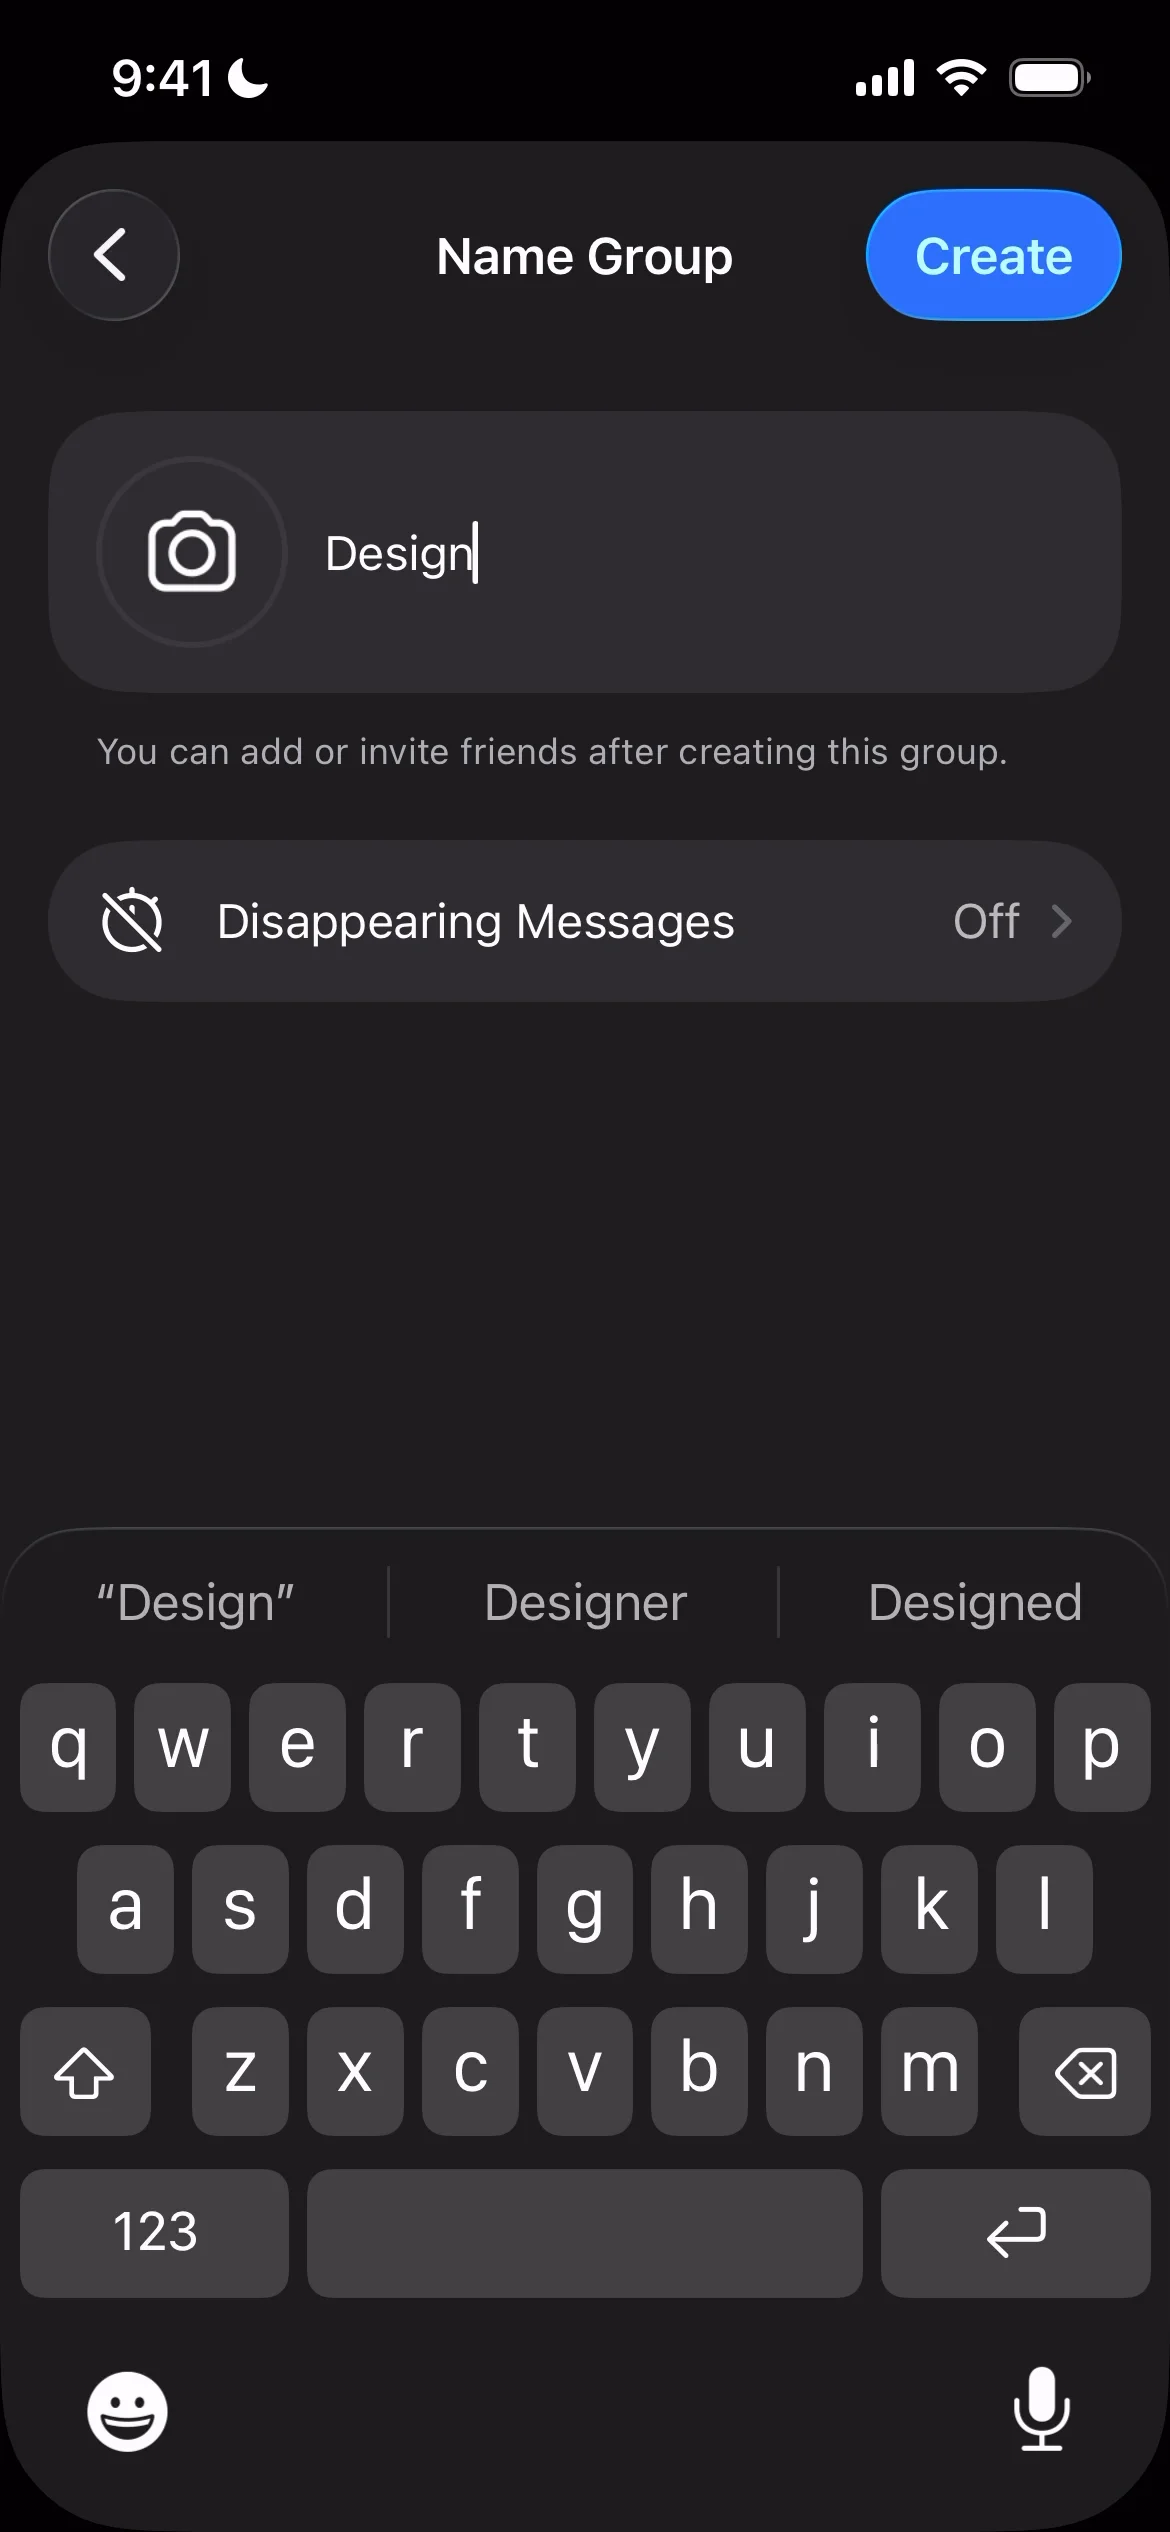 9:41
Name Group
Create
Design
You can add or invite friends after creating this group.
Disappearing Messages Off
“Design” Designer Designed
q w e r t y u i o p
a s d f g h j k l
z x c v b n m
123